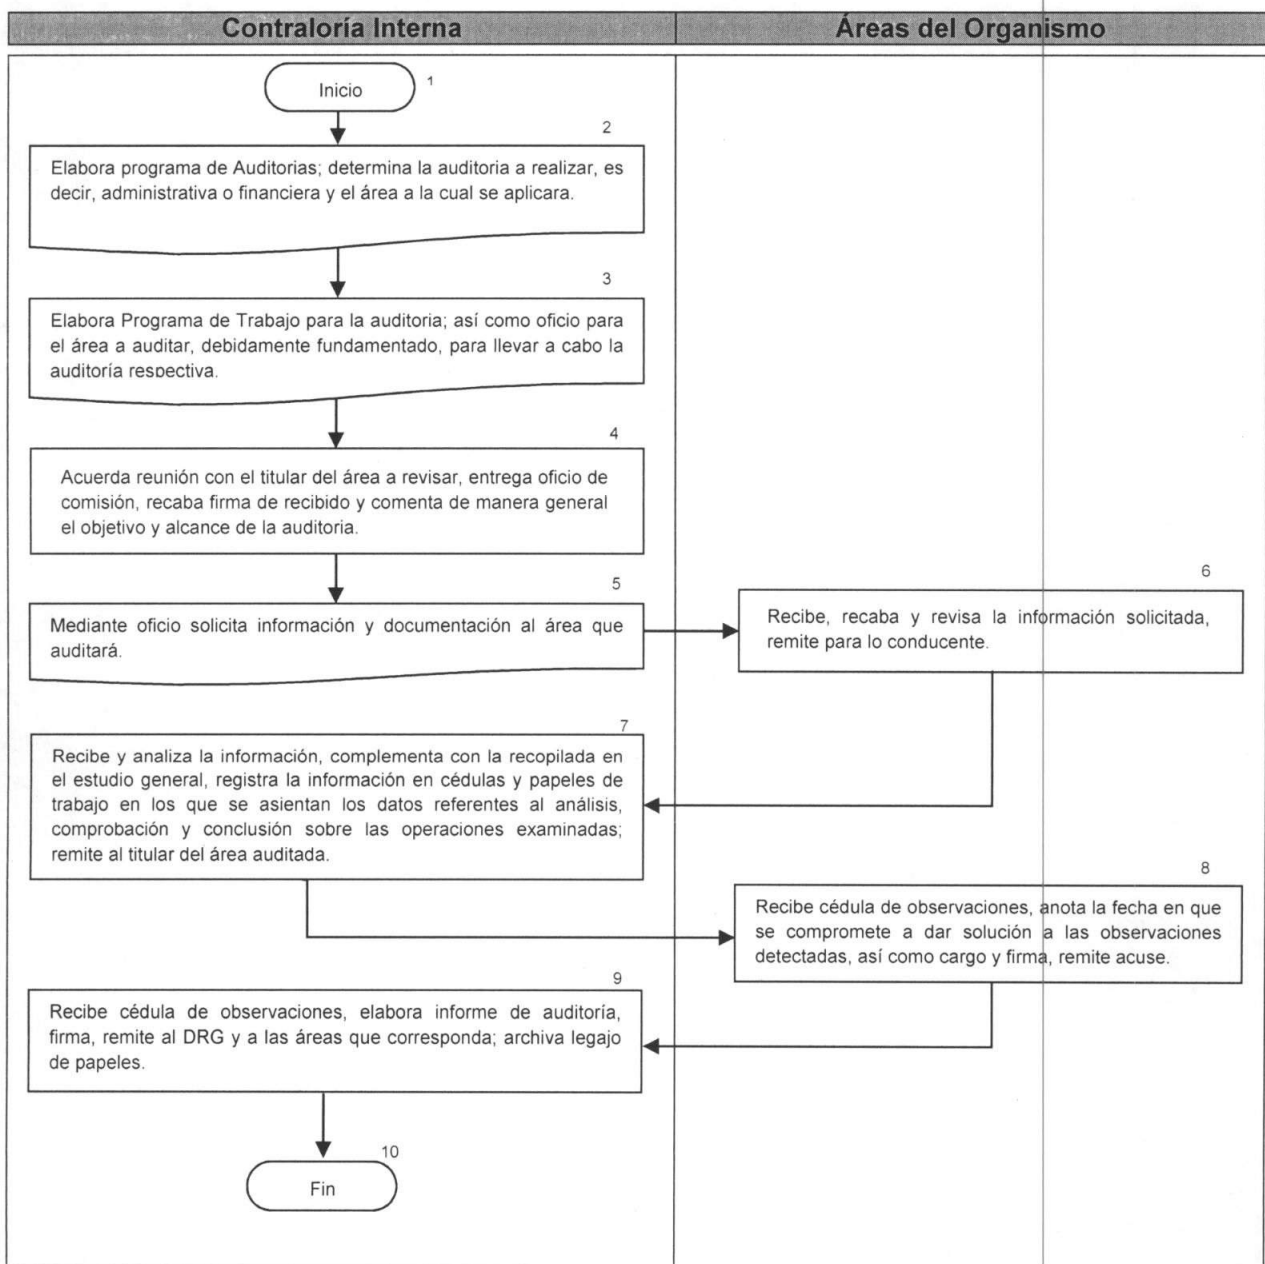 Contraloría Interna
Áreas del Organismo
Inicio
1
2
Elabora programa de Auditorias; determina la auditoria a realizar, es
decir, administrativa o financiera y el área a la cual se aplicara.
3
Elabora Programa de Trabajo para la auditoria; así como oficio para
el área a auditar, debidamente fundamentado, para llevar a cabo la
auditoría respectiva.
4
Acuerda reunión con el titular del área a revisar, entrega oficio de
comisión, recaba firma de recibido y comenta de manera general
el objetivo y alcance de la auditoria.
5
Mediante oficio solicita información y documentación al área que
auditará.
6
Recibe, recaba y revisa la información solicitada,
remite para lo conducente.
7
Recibe y analiza la información, complementa con la recopilada en
el estudio general, registra la información en cédulas y papeles de
trabajo en los que se asientan los datos referentes al análisis,
comprobación y conclusión sobre las operaciones examinadas;
remite al titular del área auditada.
8
Recibe cédula de observaciones, anota la fecha en que
se compromete a dar solución a las observaciones
detectadas, así como cargo y firma, remite acuse.
9
Recibe cédula de observaciones, elabora informe de auditoría,
firma, remite al DRG y a las áreas que corresponda; archiva legajo
de papeles.
10
Fin